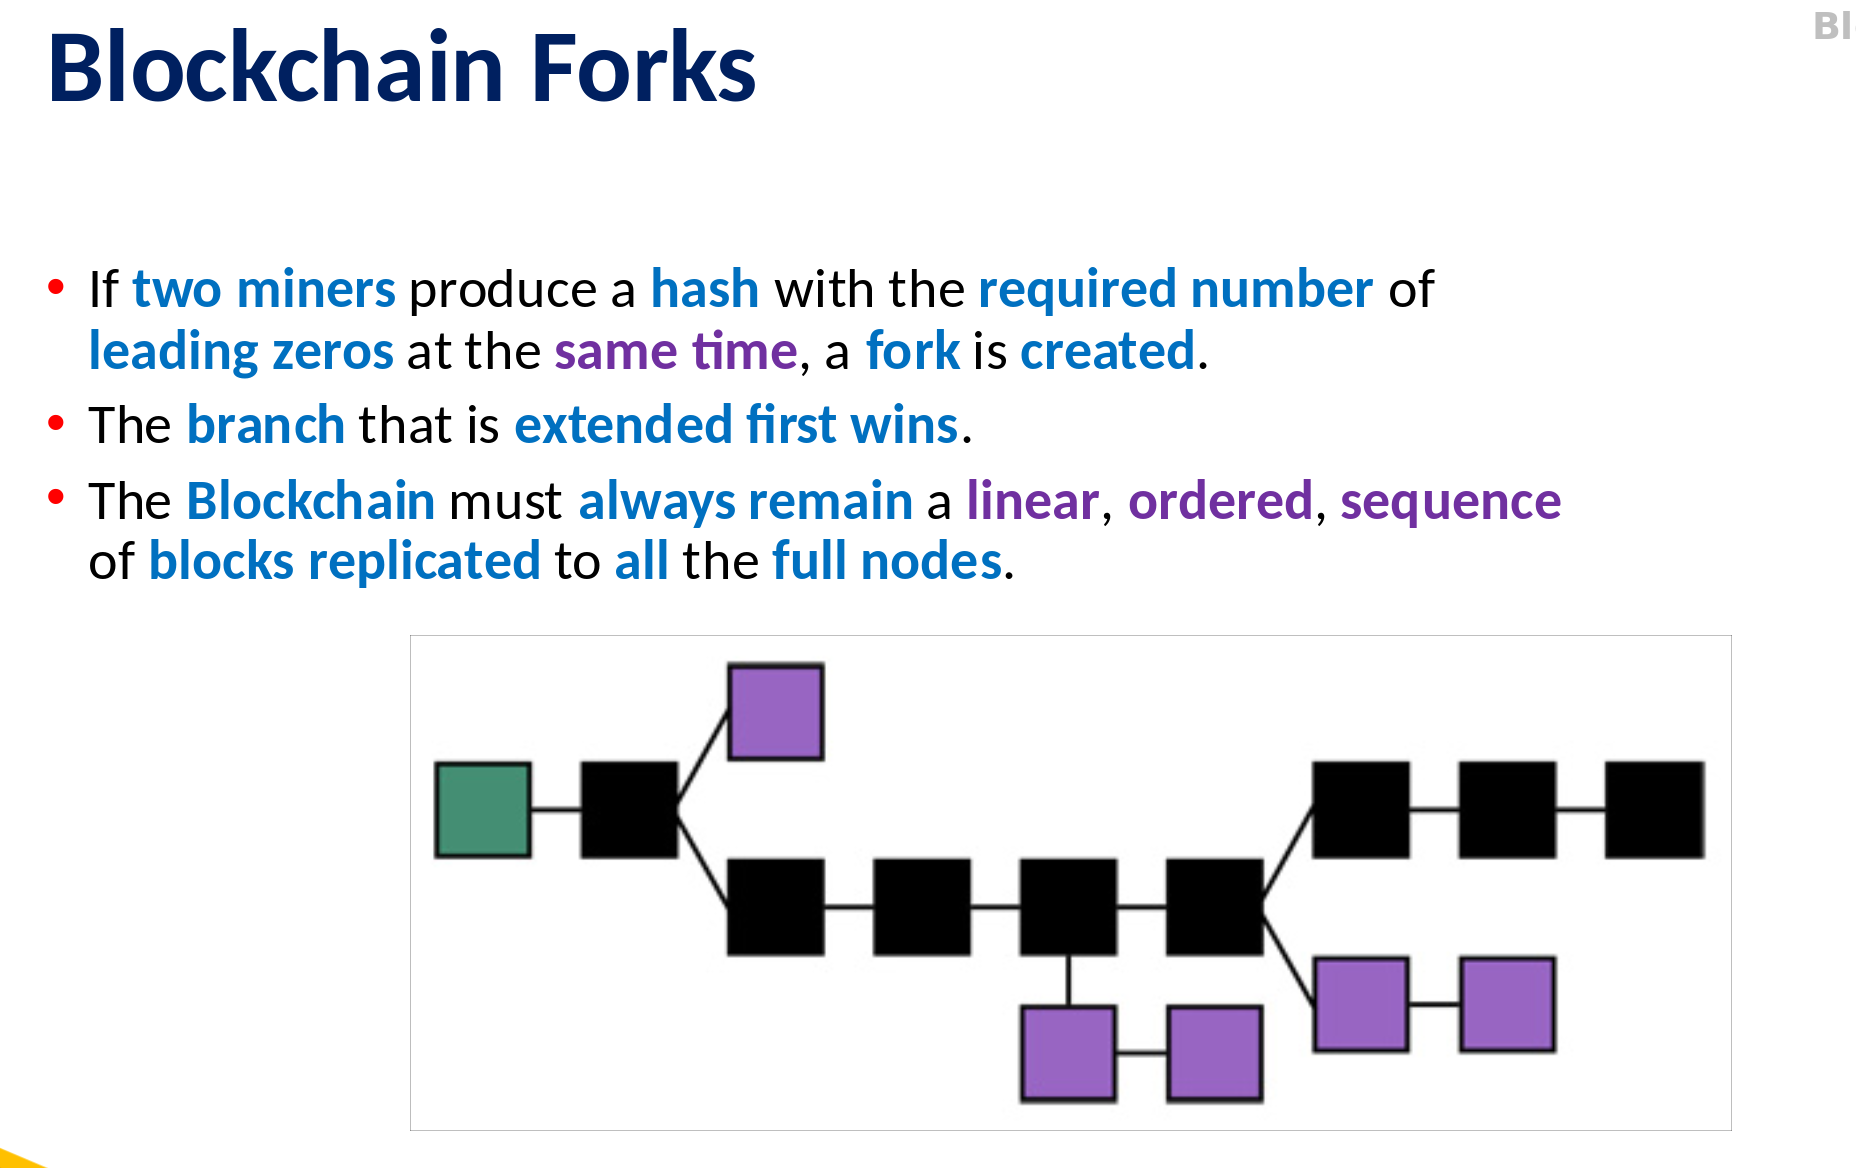 Blockchain Forks
Bl
• If two miners produce a hash with the required number of
leading zeros at the same time, a fork is created.
• The branch that is extended first wins.
• The Blockchain must always remain a linear, ordered, sequence
of blocks replicated to all the full nodes.